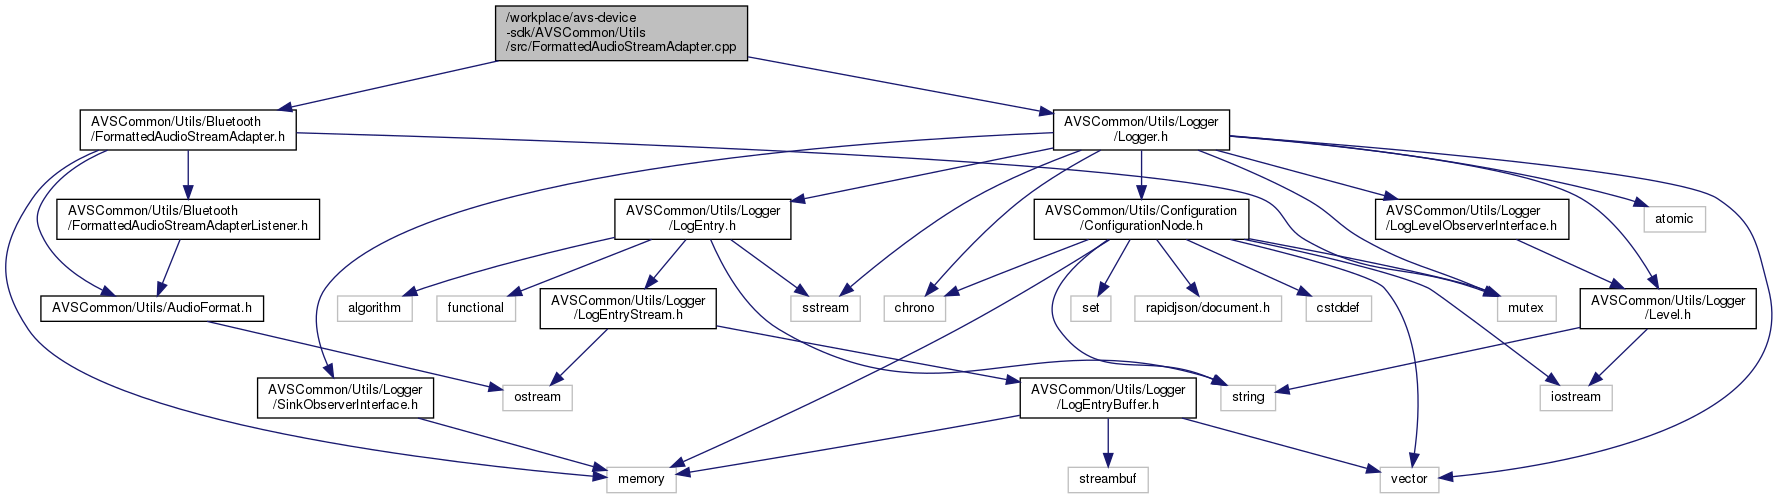 /workplace/avs-device
-sdk/AVSCommon/Utils
/src/FormattedAudioStreamAdapter.cpp
AVSCommon/Utils/Bluetooth
/FormattedAudioStreamAdapter.h
AVSCommon/Utils/Logger
/Logger.h
AVSCommon/Utils/Bluetooth
/FormattedAudioStreamAdapterListener.h
AVSCommon/Utils/Logger
/LogEntry.h
AVSCommon/Utils/Configuration
/ConfigurationNode.h
AVSCommon/Utils/Logger
/LogLevelObserverInterface.h
atomic
AVSCommon/Utils/AudioFormat.h
algorithm
functional
AVSCommon/Utils/Logger
/LogEntryStream.h
sstream
chrono
set
rapidjson/document.h
cstddef
mutex
AVSCommon/Utils/Logger
/Level.h
AVSCommon/Utils/Logger
/SinkObserverInterface.h
ostream
AVSCommon/Utils/Logger
/LogEntryBuffer.h
string
iostream
memory
streambuf
vector